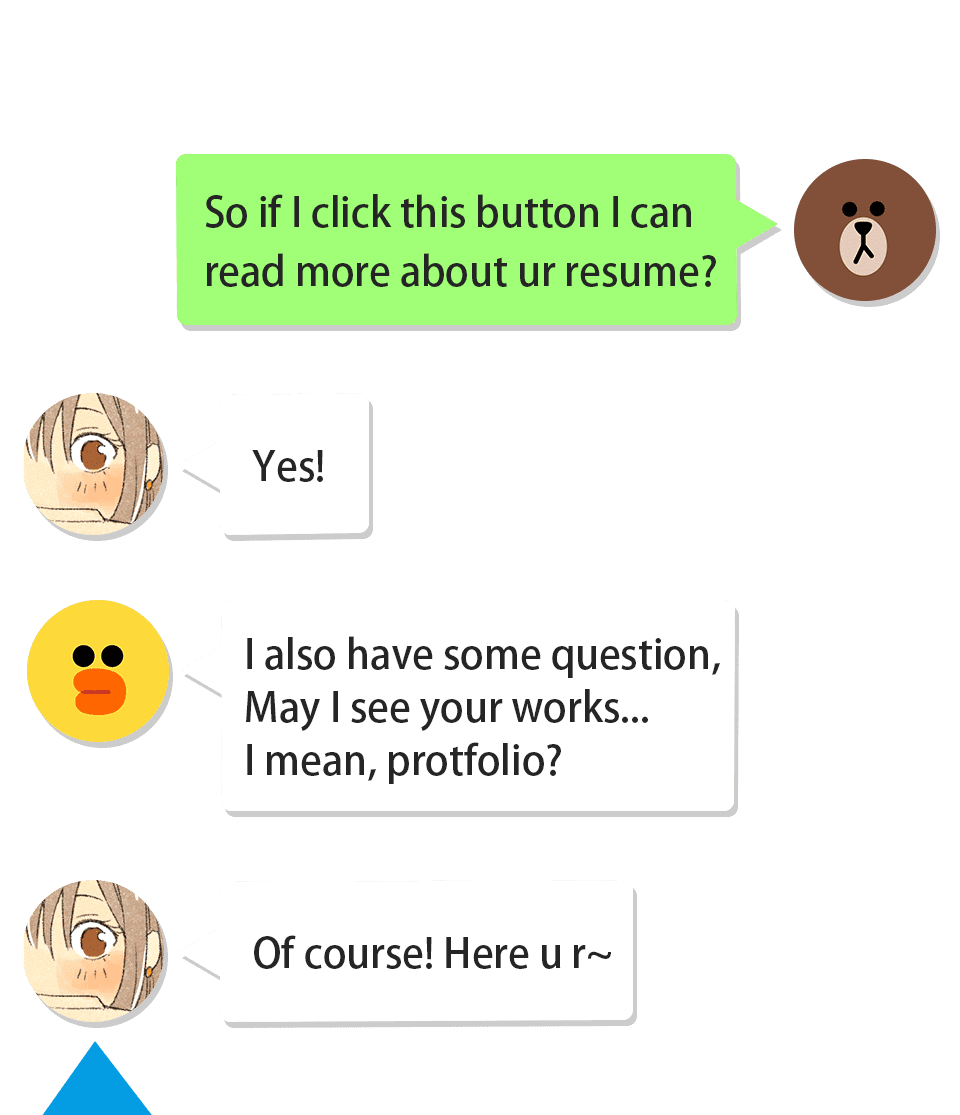 So if I click this button I can
read more about ur resume?
Yes!
I also have some question,
May I see your works...
I mean, protfolio?
Of course! Here u r~